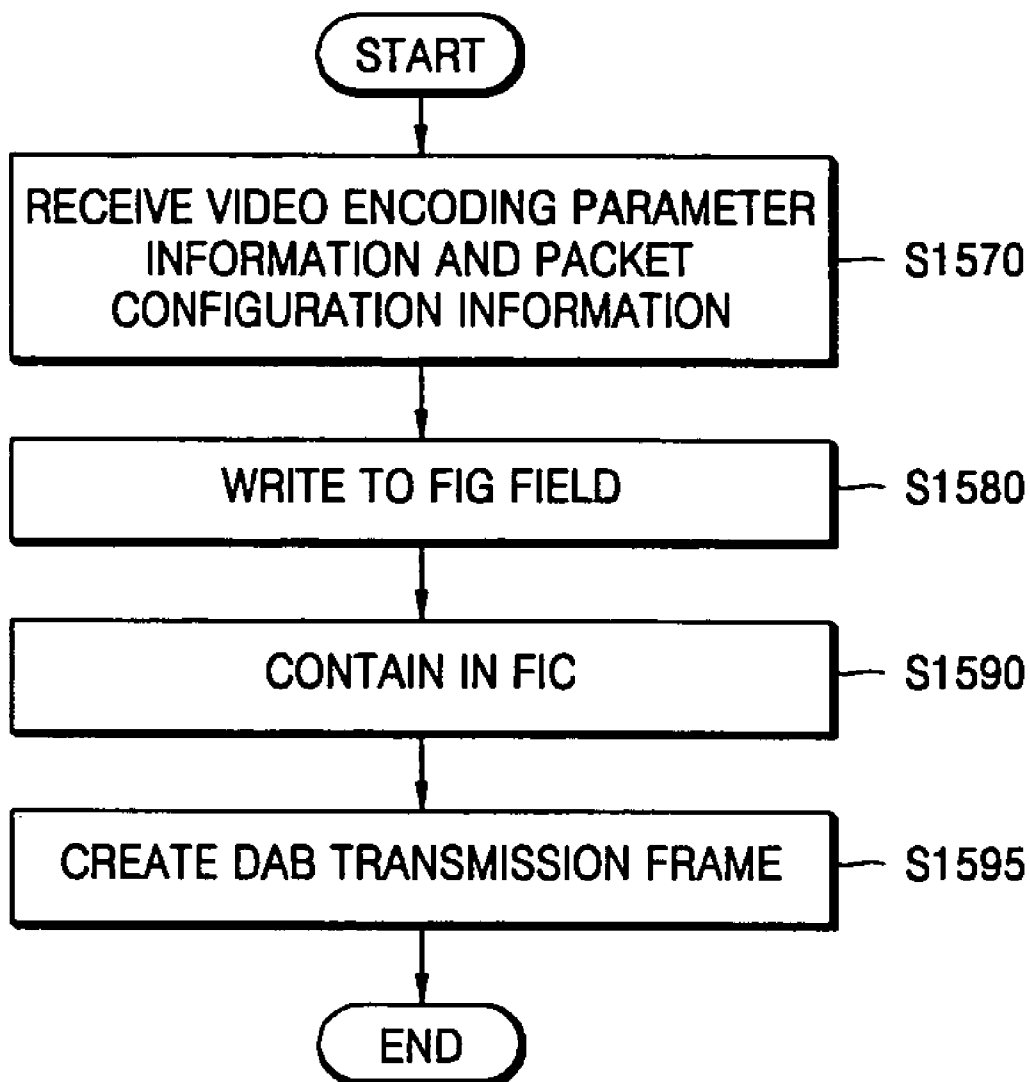 START
RECEIVE VIDEO ENCODING PARAMETER
INFORMATION AND PACKET
CONFIGURATION INFORMATION
S1570
WRITE TO FIG FIELD
S1580
CONTAIN IN FIC
S1590
CREATE DAB TRANSMISSION FRAME
S1595
END